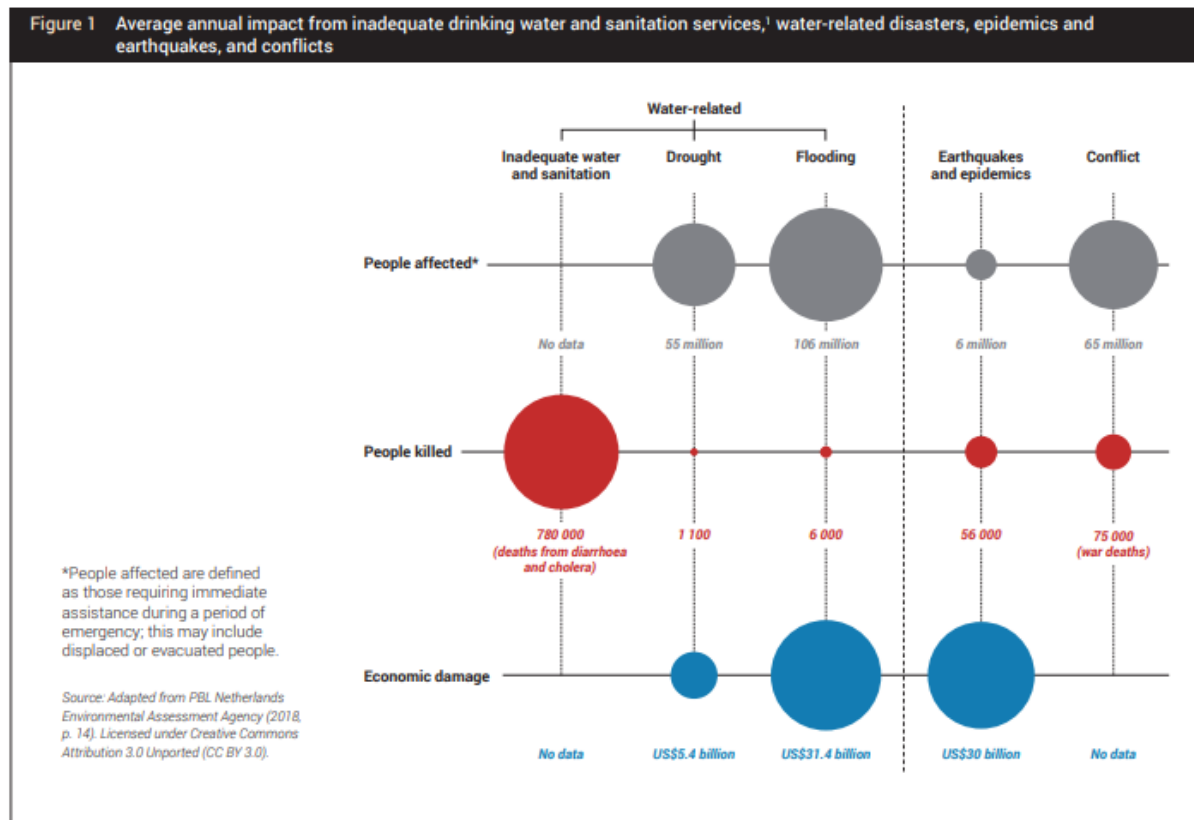 Figure 1 Average annual impact from inadequate drinking water and sanitation services,¹ water-related disasters, epidemics and
earthquakes, and conflicts
Water-related
Inadequate water
and sanitation
Drought
Flooding
Earthquakes
and epidemics
Conflict
People affected*
No data
55 million
106 million
6 million
65 million
People killed
780 000
(deaths from diarrhoea
and cholera)
1 100
6 000
56 000
75 000
(war deaths)
*People affected are defined
as those requiring immediate
assistance during a period of
emergency; this may include
displaced or evacuated people.
Economic damage
Source: Adapted from PBL Netherlands
Environmental Assessment Agency (2018,
p. 14). Licensed under Creative Commons
Attribution 3.0 Unported (CC BY 3.0).
No data
US$5.4 billion
US$31.4 billion
US$30 billion
No data